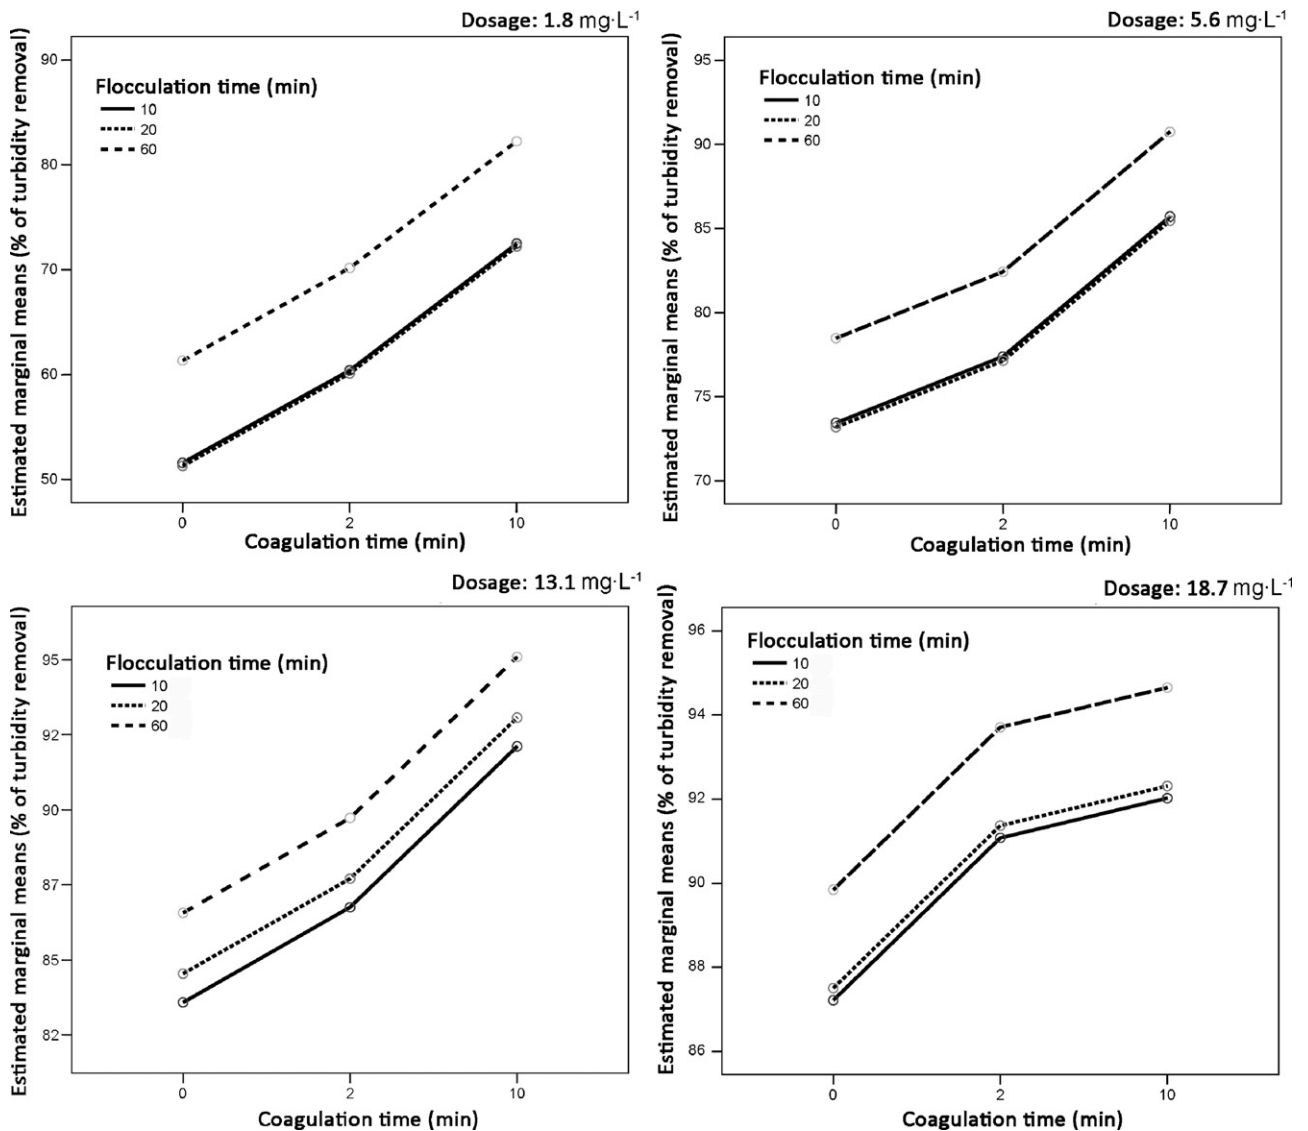 Dosage: 1.8 mg·L⁻¹
Estimated marginal means (% of turbidity removal)
Flocculation time (min)
10
20
60
90
80
70
60
50
0 2 10
Coagulation time (min)
Dosage: 5.6 mg·L⁻¹
Estimated marginal means (% of turbidity removal)
Flocculation time (min)
10
20
60
95
90
85
80
75
70
0 2 10
Coagulation time (min)
Dosage: 13.1 mg·L⁻¹
Estimated marginal means (% of turbidity removal)
Flocculation time (min)
10
20
60
95
92
90
87
85
82
0 2 10
Coagulation time (min)
Dosage: 18.7 mg·L⁻¹
Estimated marginal means (% of turbidity removal)
Flocculation time (min)
10
20
60
96
94
92
90
88
86
0 2 10
Coagulation time (min)